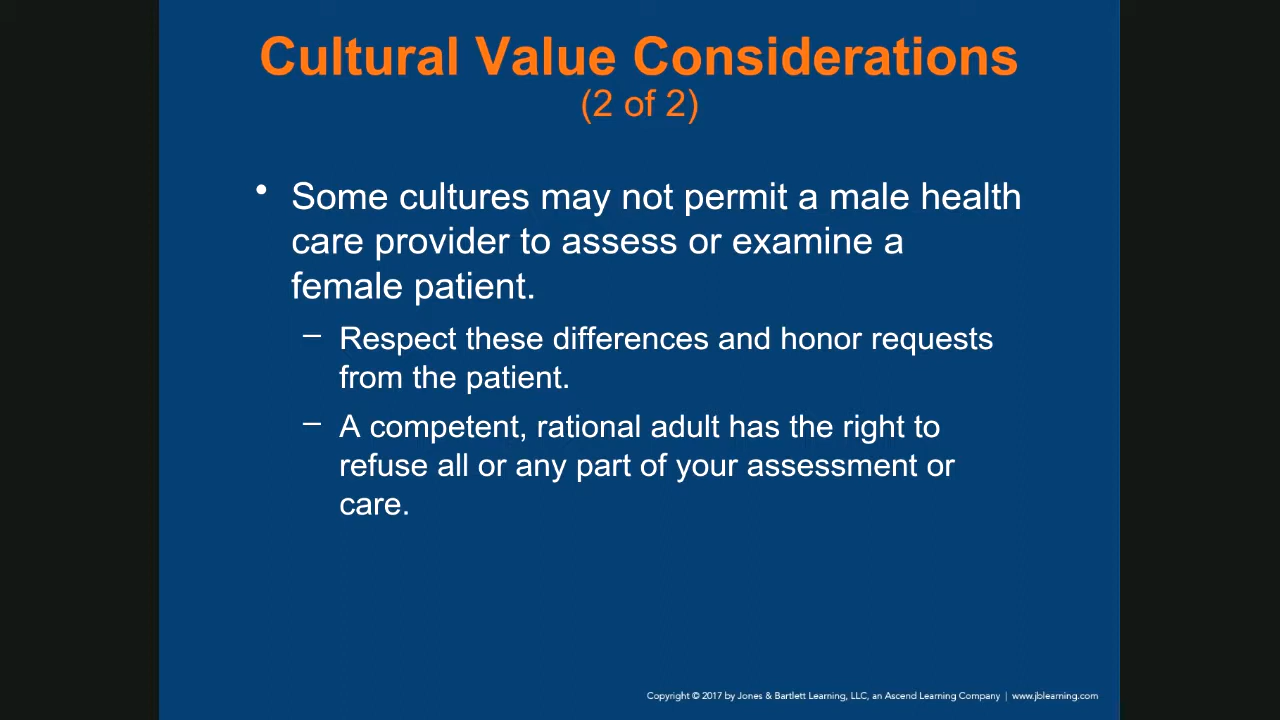 Cultural Value Considerations
(2 of 2)
• Some cultures may not permit a male health
care provider to assess or examine a
female patient.
– Respect these differences and honor requests
from the patient.
– A competent, rational adult has the right to
refuse all or any part of your assessment or
care.
Copyright © 2017 by Jones & Bartlett Learning, LLC, an Ascend Learning Company | www.jblearning.com